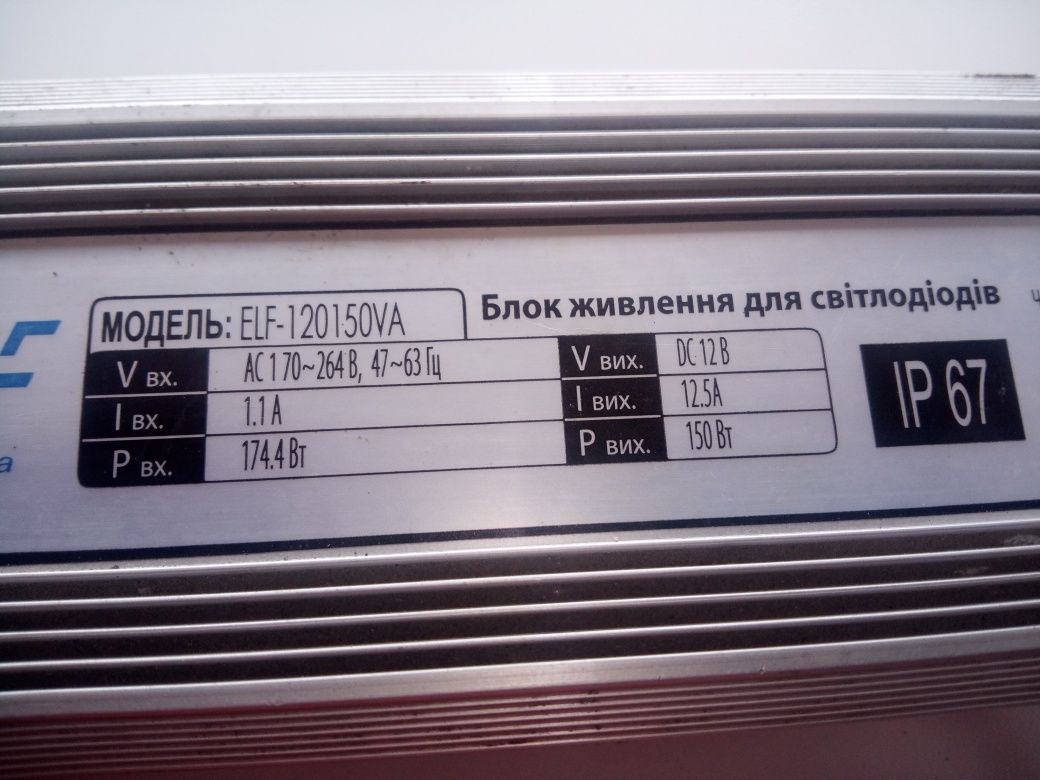 МОДЕЛЬ: ELF-120150VA
Блок живлення для світлодіодів
V вх. AC 170~264 В, 47~63 Гц V вих. DC 12 В
I вх. 1.1 А I вих. 12.5А
P вх. 174.4 Вт P вих. 150 Вт
IP 67